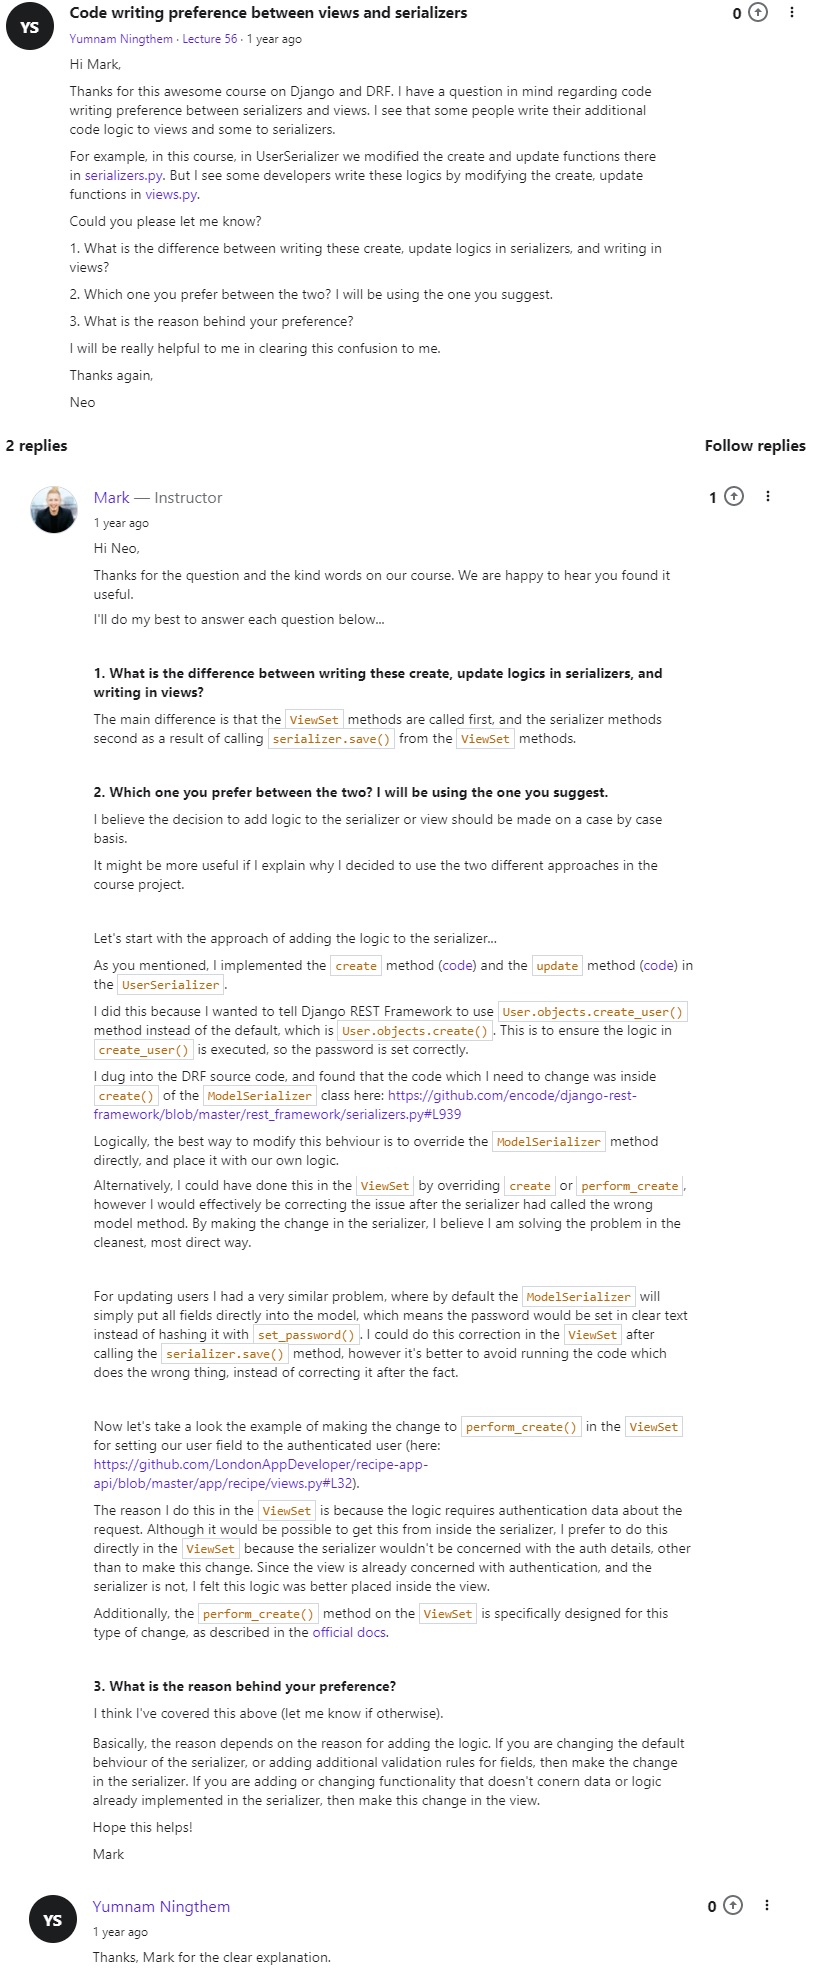 YS
Code writing preference between views and serializers
0
Yumnam Ningthem · Lecture 56 · 1 year ago
Hi Mark,
Thanks for this awesome course on Django and DRF. I have a question in mind regarding code
writing preference between serializers and views. I see that some people write their additional
code logic to views and some to serializers.
For example, in this course, in UserSerializer we modified the create and update functions there
in serializers.py. But I see some developers write these logics by modifying the create, update
functions in views.py.
Could you please let me know?
1. What is the difference between writing these create, update logics in serializers, and writing in
views?
2. Which one you prefer between the two? I will be using the one you suggest.
3. What is the reason behind your preference?
I will be really helpful to me in clearing this confusion to me.
Thanks again,
Neo
2 replies
Follow replies
Mark — Instructor
1
1 year ago
Hi Neo,
Thanks for the question and the kind words on our course. We are happy to hear you found it
useful.
I'll do my best to answer each question below...
1. What is the difference between writing these create, update logics in serializers, and
writing in views?
The main difference is that the ViewSet methods are called first, and the serializer methods
second as a result of calling serializer.save() from the ViewSet methods.
2. Which one you prefer between the two? I will be using the one you suggest.
I believe the decision to add logic to the serializer or view should be made on a case by case
basis.
It might be more useful if I explain why I decided to use the two different approaches in the
course project.
Let's start with the approach of adding the logic to the serializer...
As you mentioned, I implemented the create method (code) and the update method (code) in
the UserSerializer.
I did this because I wanted to tell Django REST Framework to use User.objects.create_user()
method instead of the default, which is User.objects.create(). This is to ensure the logic in
create_user() is executed, so the password is set correctly.
I dug into the DRF source code, and found that the code which I need to change was inside
create() of the ModelSerializer class here: https://github.com/encode/django-rest-
framework/blob/master/rest_framework/serializers.py#L939
Logically, the best way to modify this behviour is to override the ModelSerializer method
directly, and place it with our own logic.
Alternatively, I could have done this in the ViewSet by overriding create or perform_create,
however I would effectively be correcting the issue after the serializer had called the wrong
model method. By making the change in the serializer, I believe I am solving the problem in the
cleanest, most direct way.
For updating users I had a very similar problem, where by default the ModelSerializer will
simply put all fields directly into the model, which means the password would be set in clear text
instead of hashing it with set_password(). I could do this correction in the ViewSet after
calling the serializer.save() method, however it's better to avoid running the code which
does the wrong thing, instead of correcting it after the fact.
Now let's take a look the example of making the change to perform_create() in the ViewSet
for setting our user field to the authenticated user (here:
https://github.com/LondonAppDeveloper/recipe-app-
api/blob/master/app/recipe/views.py#L32).
The reason I do this in the ViewSet is because the logic requires authentication data about the
request. Although it would be possible to get this from inside the serializer, I prefer to do this
directly in the ViewSet because the serializer wouldn't be concerned with the auth details, other
than to make this change. Since the view is already concerned with authentication, and the
serializer is not, I felt this logic was better placed inside the view.
Additionally, the perform_create() method on the ViewSet is specifically designed for this
type of change, as described in the official docs.
3. What is the reason behind your preference?
I think I've covered this above (let me know if otherwise).
Basically, the reason depends on the reason for adding the logic. If you are changing the default
behviour of the serializer, or adding additional validation rules for fields, then make the change
in the serializer. If you are adding or changing functionality that doesn't conern data or logic
already implemented in the serializer, then make this change in the view.
Hope this helps!
Mark
YS
Yumnam Ningthem
0
1 year ago
Thanks, Mark for the clear explanation.